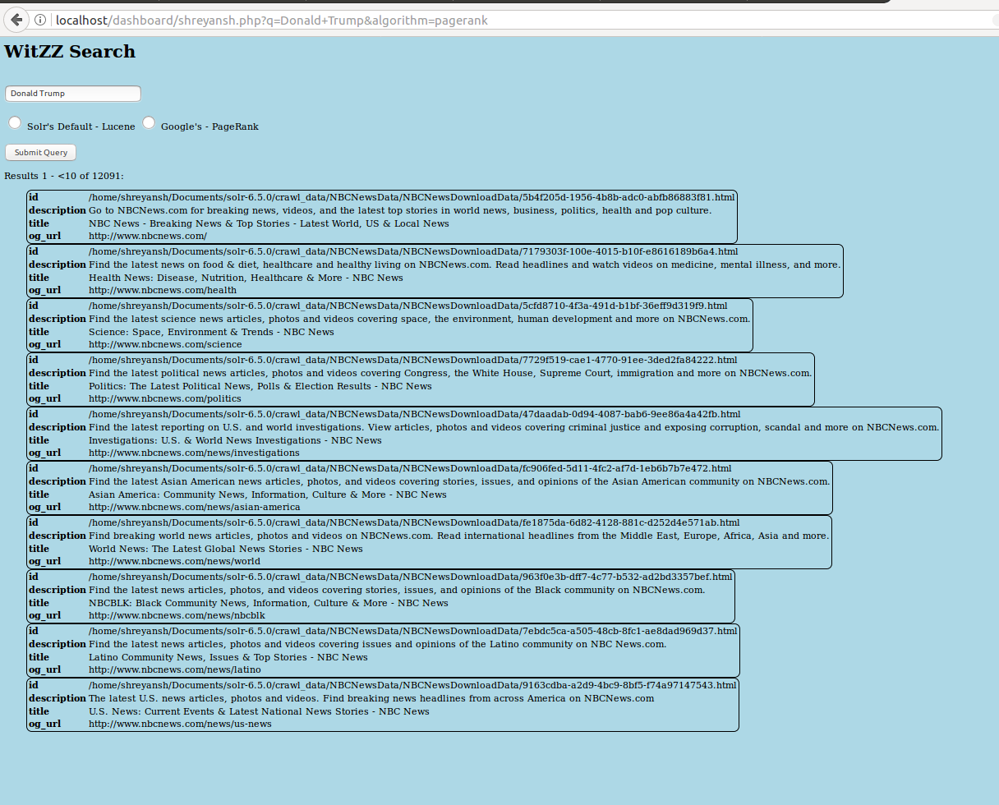 localhost/dashboard/shreyansh.php?q=Donald+Trump&algorithm=pagerank
WitZZ Search
Donald Trump
Solr's Default - Lucene Google's - PageRank
Submit Query
Results 1 - <10 of 12091:
id /home/shreyansh/Documents/solr-6.5.0/crawl_data/NBCNewsData/NBCNewsDownloadData/5b4f205d-1956-4b8b-adc0-abfb86883f81.html
description Go to NBCNews.com for breaking news, videos, and the latest top stories in world news, business, politics, health and pop culture.
title NBC News - Breaking News & Top Stories - Latest World, US & Local News
og_url http://www.nbcnews.com/
id /home/shreyansh/Documents/solr-6.5.0/crawl_data/NBCNewsData/NBCNewsDownloadData/7179303f-100e-4015-b10f-e8616189b6a4.html
description Find the latest news on food & diet, healthcare and healthy living on NBCNews.com. Read headlines and watch videos on medicine, mental illness, and more.
title Health News: Disease, Nutrition, Healthcare & More - NBC News
og_url http://www.nbcnews.com/health
id /home/shreyansh/Documents/solr-6.5.0/crawl_data/NBCNewsData/NBCNewsDownloadData/5cfd8710-4f3a-491d-b1bf-36eff9d319f9.html
description Find the latest science news articles, photos and videos covering space, the environment, human development and more on NBCNews.com.
title Science: Space, Environment & Trends - NBC News
og_url http://www.nbcnews.com/science
id /home/shreyansh/Documents/solr-6.5.0/crawl_data/NBCNewsData/NBCNewsDownloadData/7729f519-cae1-4770-91ee-3ded2fa84222.html
description Find the latest political news articles, photos and videos covering Congress, the White House, Supreme Court, immigration and more on NBCNews.com.
title Politics: The Latest Political News, Polls & Election Results - NBC News
og_url http://www.nbcnews.com/politics
id /home/shreyansh/Documents/solr-6.5.0/crawl_data/NBCNewsData/NBCNewsDownloadData/47daadab-0d94-4087-bab6-9ee86a4a42fb.html
description Find the latest reporting on U.S. and world investigations. View articles, photos and videos covering criminal justice and exposing corruption, scandal and more on NBCNews.com.
title Investigations: U.S. & World News Investigations - NBC News
og_url http://www.nbcnews.com/news/investigations
id /home/shreyansh/Documents/solr-6.5.0/crawl_data/NBCNewsData/NBCNewsDownloadData/fc906fed-5d11-4fc2-af7d-1eb6b7b7e472.html
description Find the latest Asian American news articles, photos, and videos covering stories, issues, and opinions of the Asian American community on NBCNews.com.
title Asian America: Community News, Information, Culture & More - NBC News
og_url http://www.nbcnews.com/news/asian-america
id /home/shreyansh/Documents/solr-6.5.0/crawl_data/NBCNewsData/NBCNewsDownloadData/fe1875da-6d82-4128-881c-d252d4e571ab.html
description Find breaking world news articles, photos and videos on NBCNews.com. Read international headlines from the Middle East, Europe, Africa, Asia and more.
title World News: The Latest Global News Stories - NBC News
og_url http://www.nbcnews.com/news/world
id /home/shreyansh/Documents/solr-6.5.0/crawl_data/NBCNewsData/NBCNewsDownloadData/963f0e3b-dff7-4c77-b532-ad2bd3357bef.html
description Find the latest news articles, photos, and videos covering stories, issues, and opinions of the Black community on NBCNews.com.
title NBCBLK: Black Community News, Information, Culture & More - NBC News
og_url http://www.nbcnews.com/news/nbcblk
id /home/shreyansh/Documents/solr-6.5.0/crawl_data/NBCNewsData/NBCNewsDownloadData/7ebdc5ca-a505-48cb-8fc1-ae8dad969d37.html
description Find the latest news articles, photos and videos covering issues and opinions of the Latino community on NBC News.com.
title Latino Community News, Issues & Top Stories - NBC News
og_url http://www.nbcnews.com/news/latino
id /home/shreyansh/Documents/solr-6.5.0/crawl_data/NBCNewsData/NBCNewsDownloadData/9163cdba-a2d9-4bc9-8bf5-f74a97147543.html
description The latest U.S. news articles, photos and videos. Find breaking news headlines from across America on NBCNews.com
title U.S. News: Current Events & Latest National News Stories - NBC News
og_url http://www.nbcnews.com/news/us-news